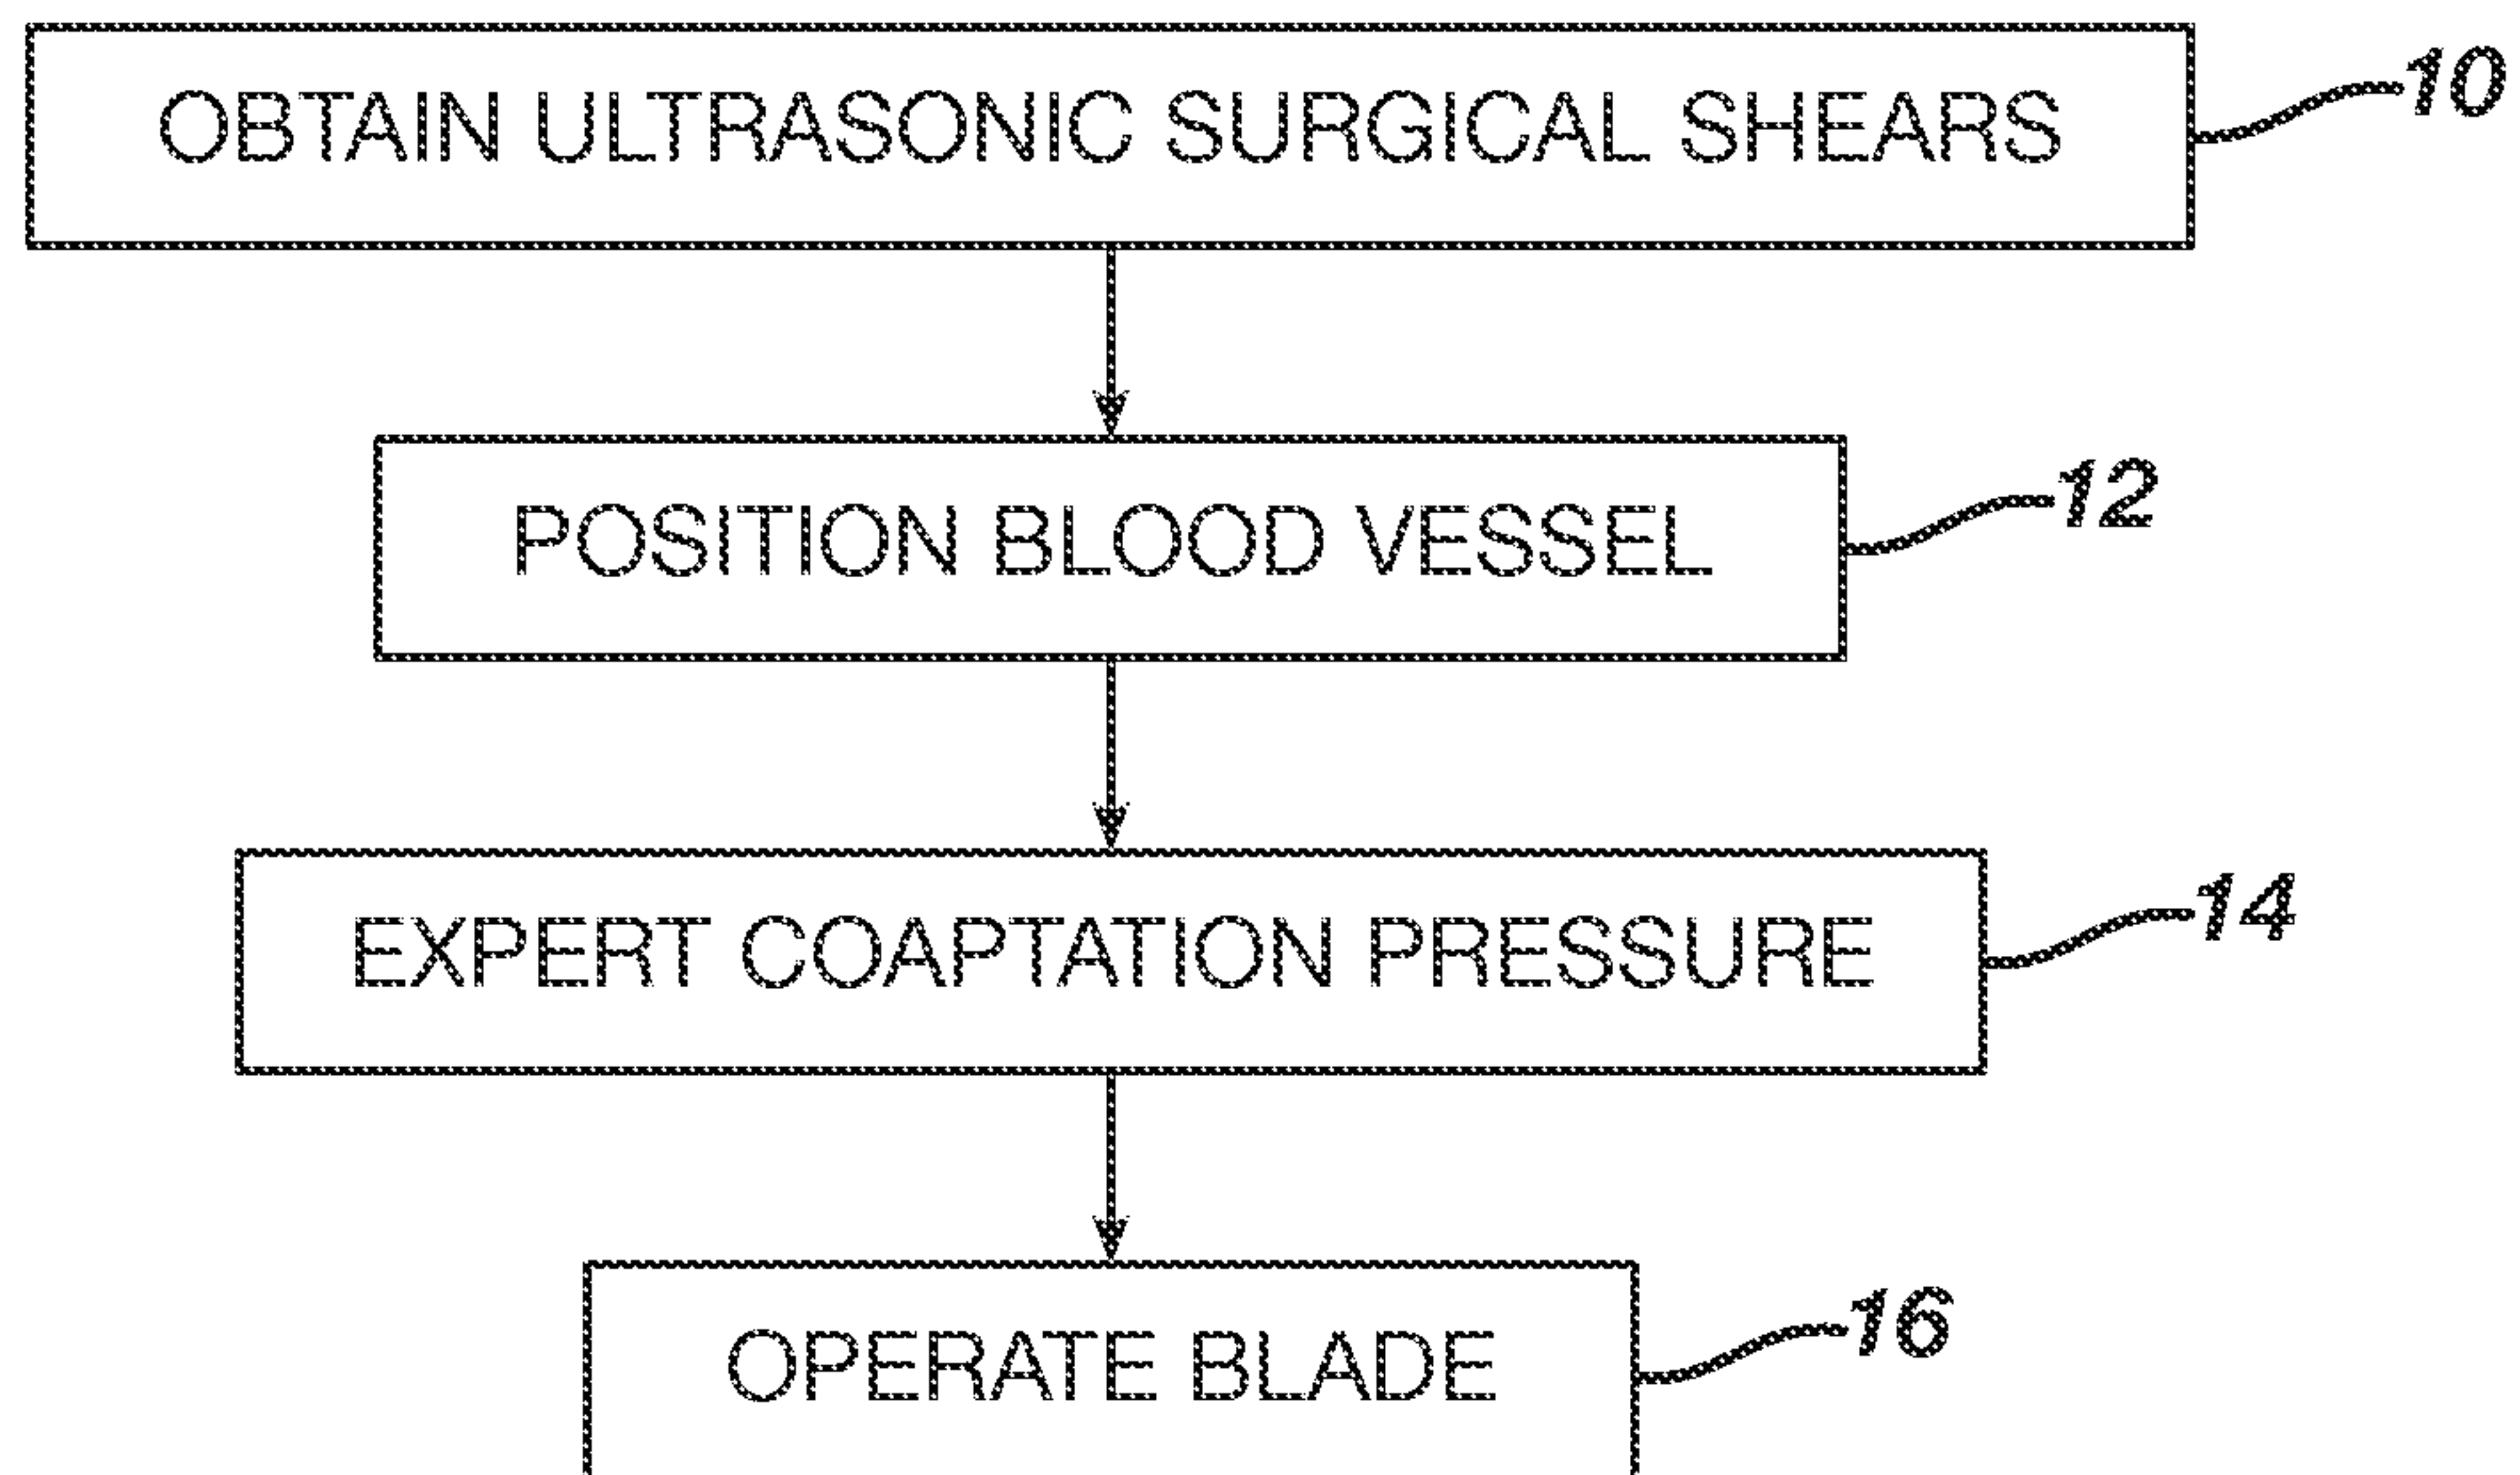 OBTAIN ULTRASONIC SURGICAL SHEARS 10
POSITION BLOOD VESSEL 12
EXPERT COAPTATION PRESSURE 14
OPERATE BLADE 16